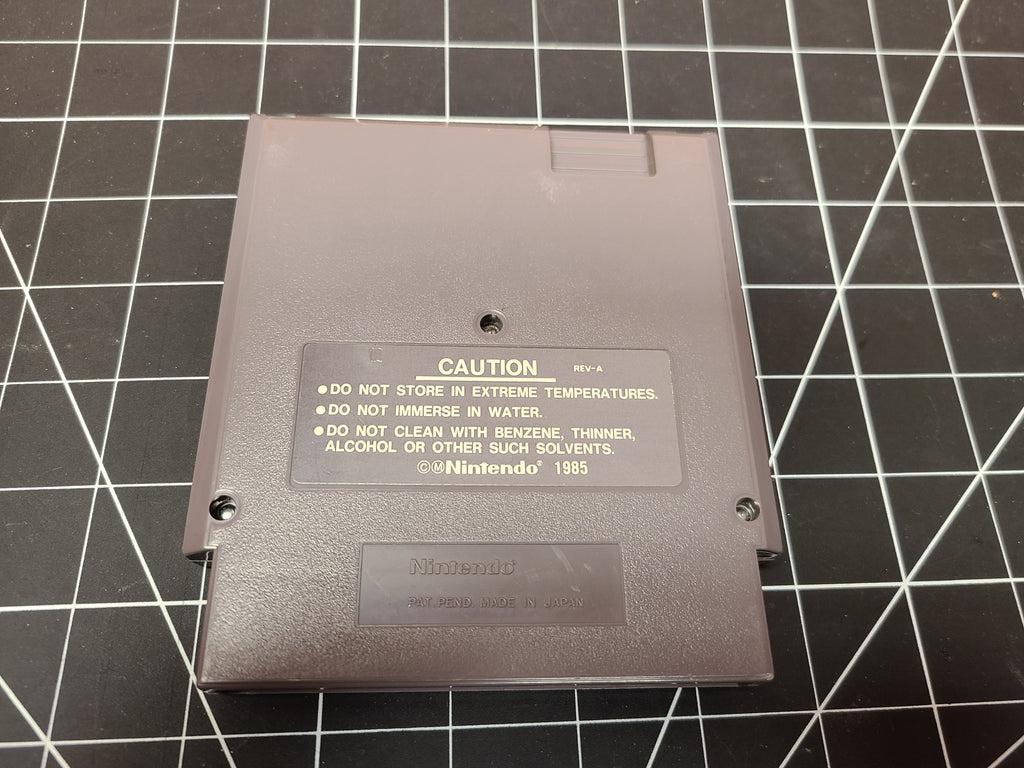 CAUTION REV-A
●DO NOT STORE IN EXTREME TEMPERATURES.
●DO NOT IMMERSE IN WATER.
●DO NOT CLEAN WITH BENZENE, THINNER,
ALCOHOL OR OTHER SUCH SOLVENTS.
©ⓂNintendo® 1985
Nintendo®
PAT. PEND. MADE IN JAPAN